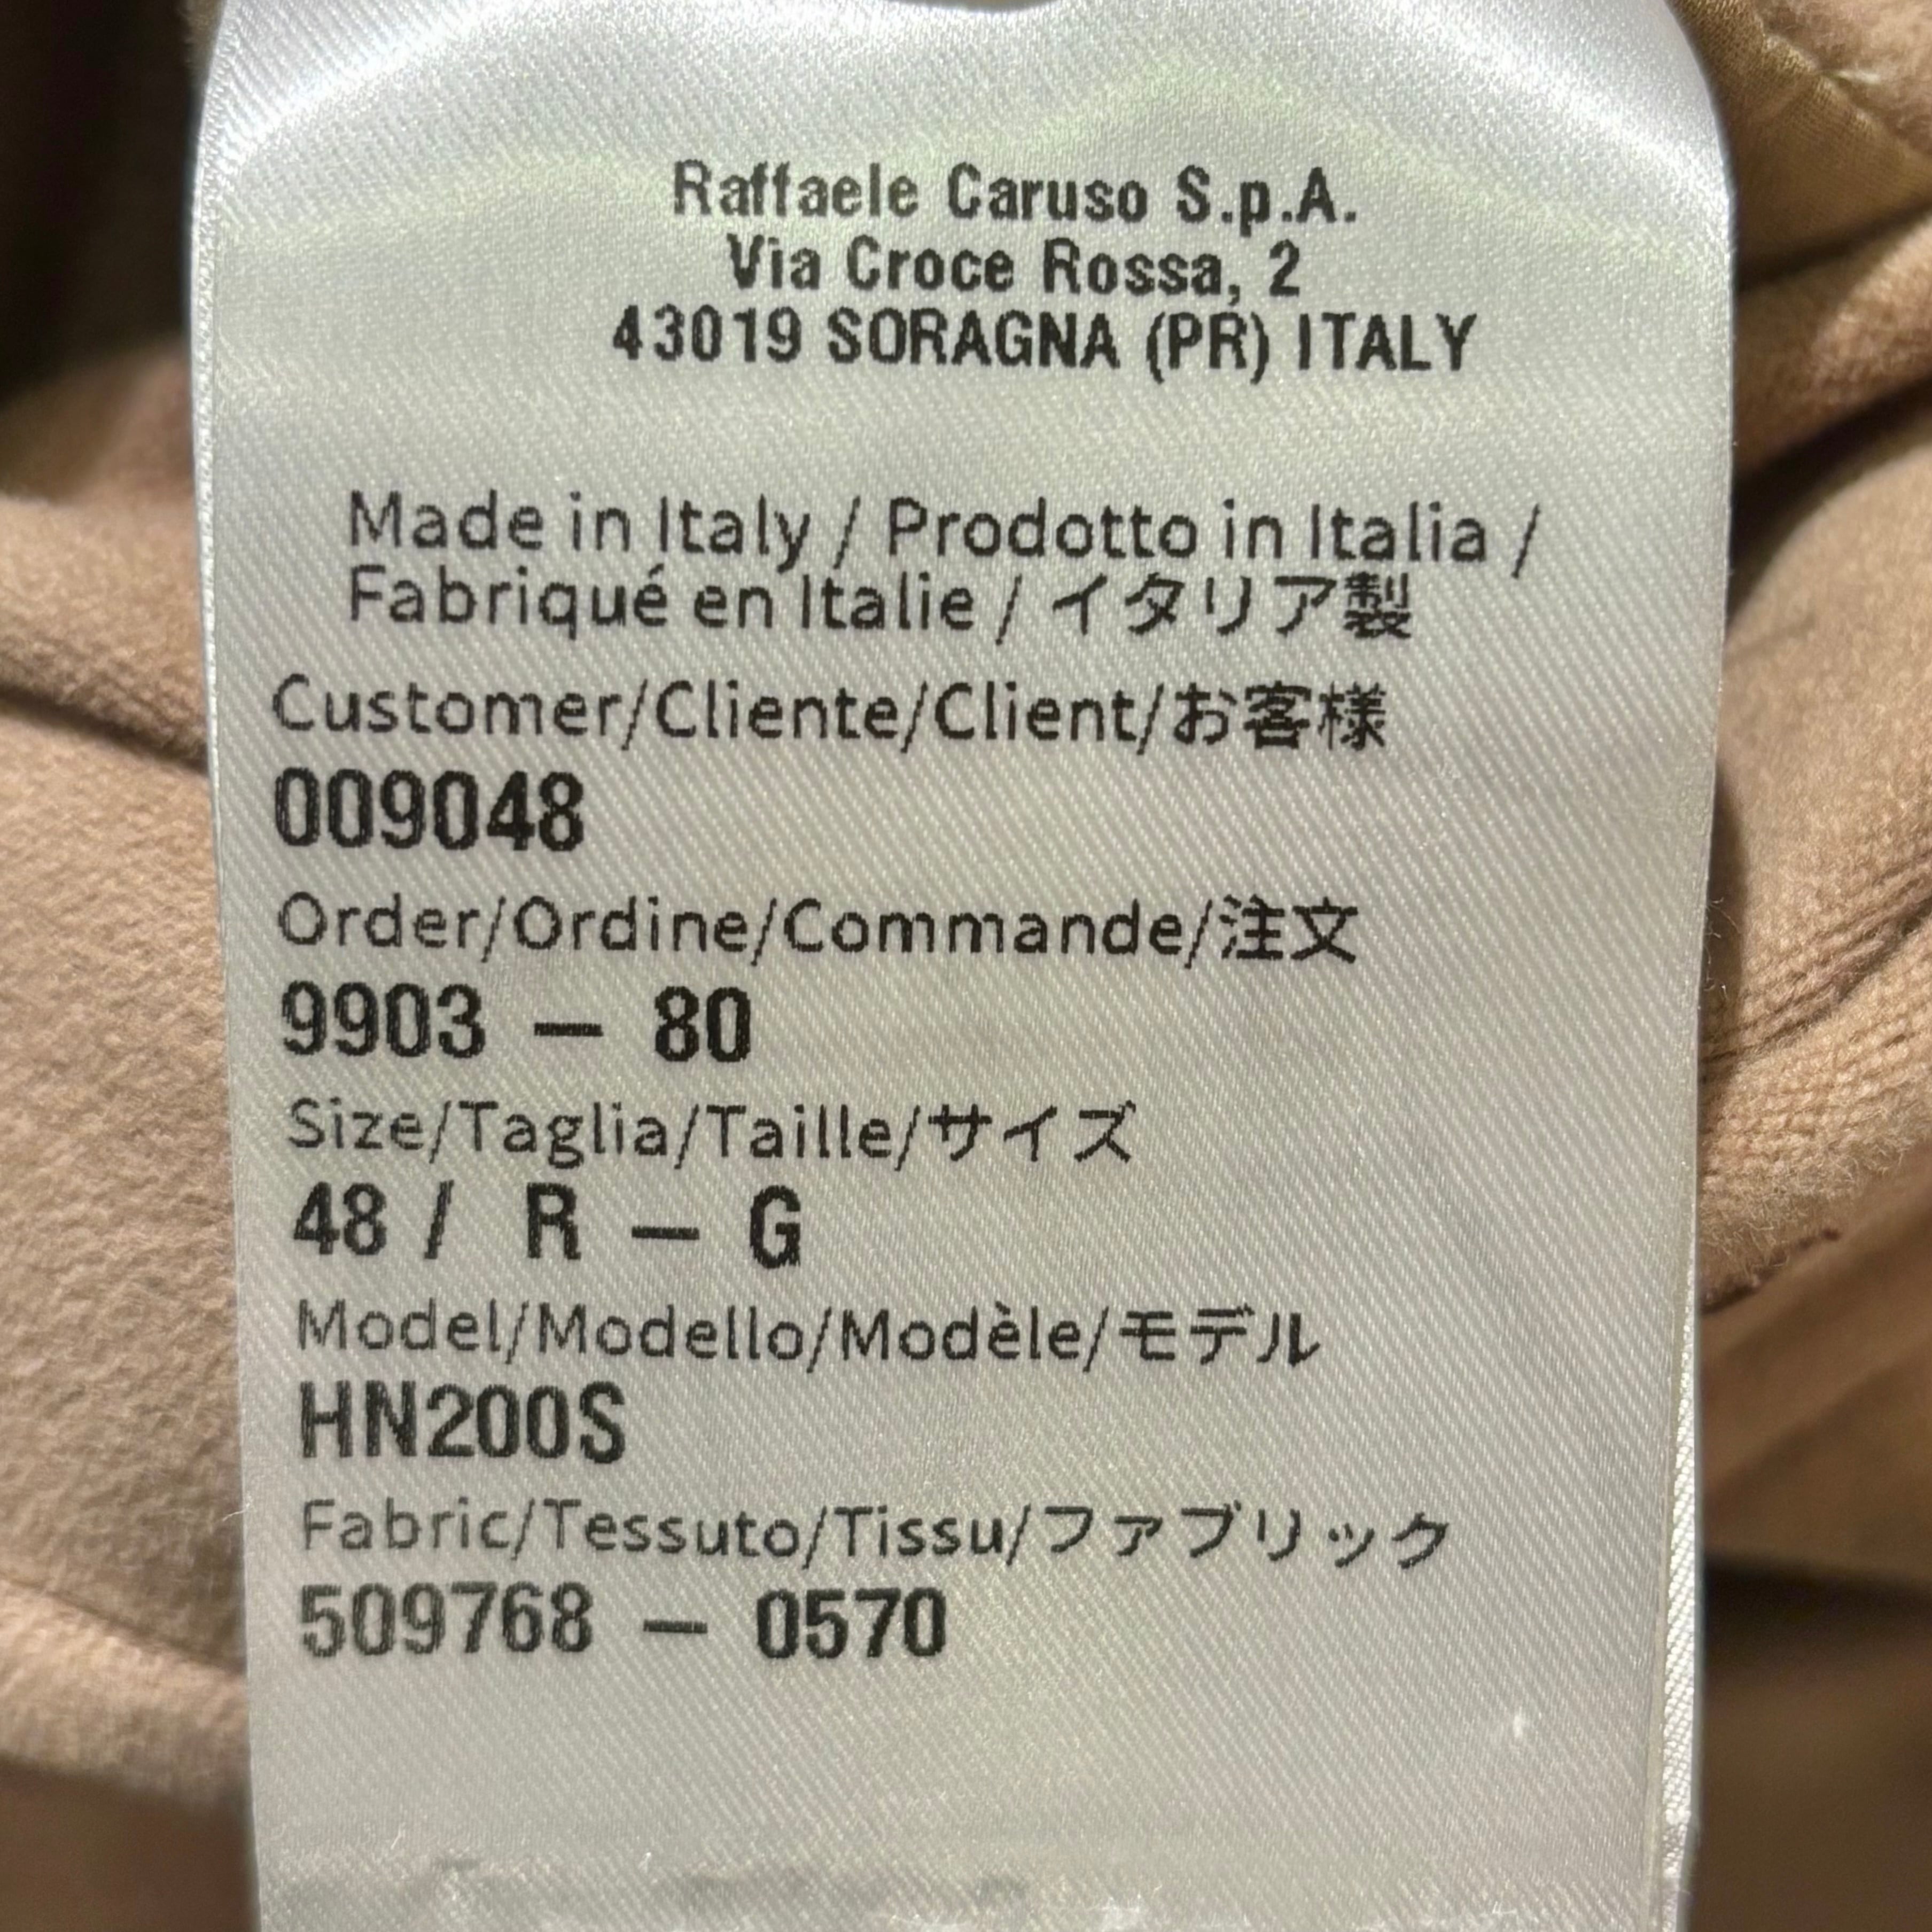 Raffaele Caruso S.p.A.
Via Croce Rossa, 2
43019 SORAGNA (PR) ITALY
Made in Italy / Prodotto in Italia /
Fabriqué en Italie / イタリア製
Customer/Cliente/Client/お客様
009048
Order/Ordine/Commande/注文
9903 – 80
Size/Taglia/Taille/サイズ
48 / R – G
Model/Modello/Modèle/モデル
HN200S
Fabric/Tessuto/Tissu/ファブリック
509768 – 0570